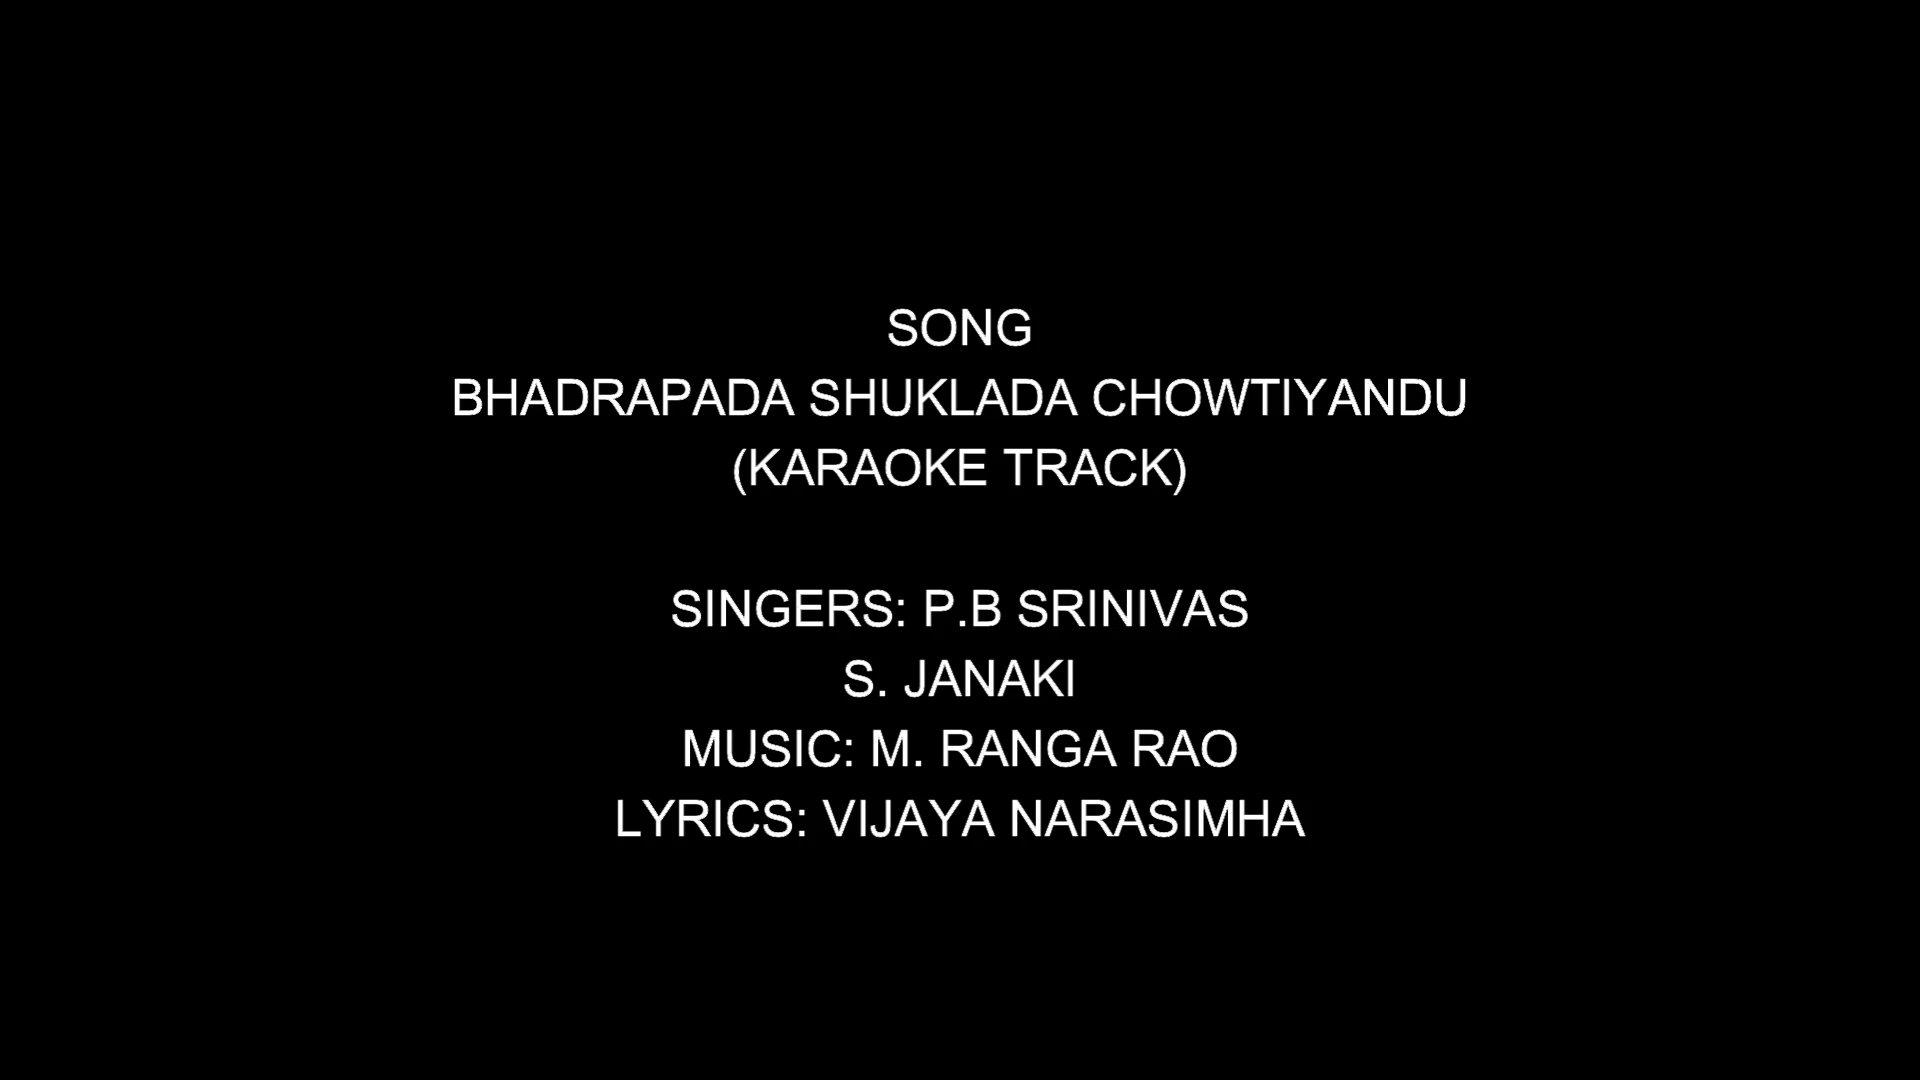 SONG
BHADRAPADA SHUKLADA CHOWTIYANDU
(KARAOKE TRACK)
SINGERS: P.B SRINIVAS
S. JANAKI
MUSIC: M. RANGA RAO
LYRICS: VIJAYA NARASIMHA